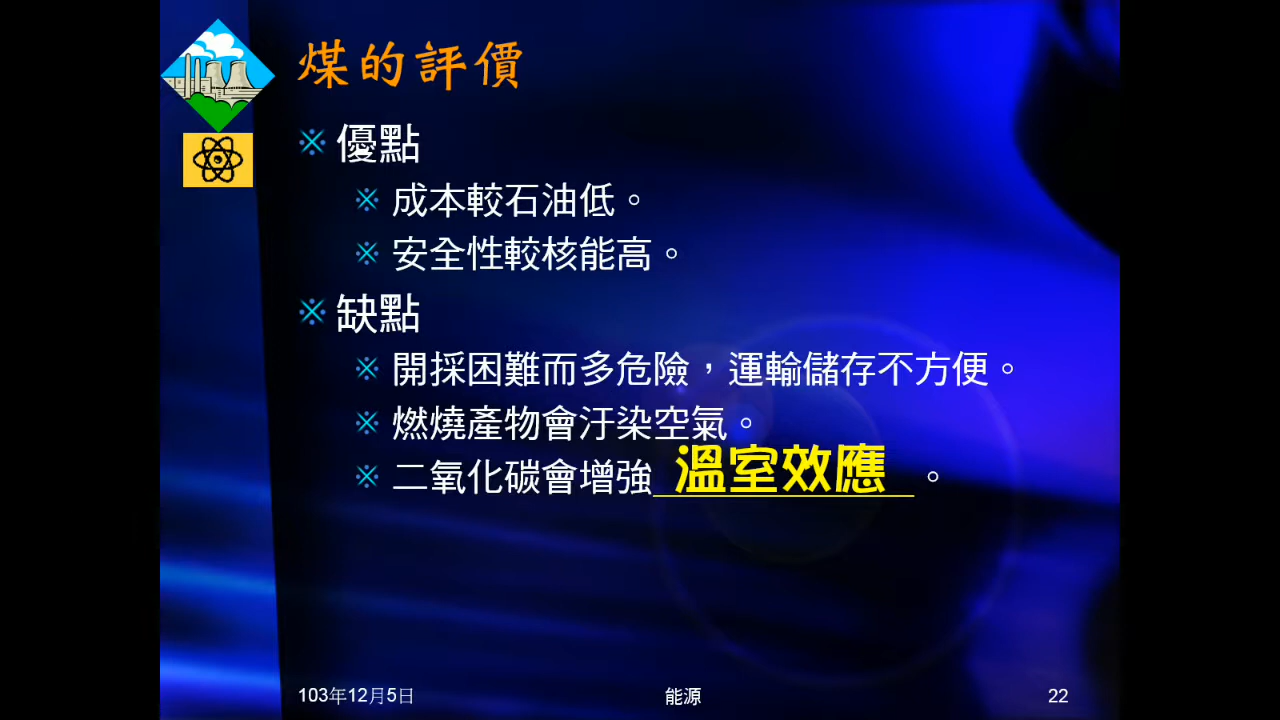 煤的評價
※ 優點
※ 成本較石油低。
※ 安全性較核能高。
※ 缺點
※ 開採困難而多危險，運輸儲存不方便。
※ 燃燒產物會汙染空氣。
※ 二氧化碳會增強 溫室效應 。
103年12月5日 能源 22